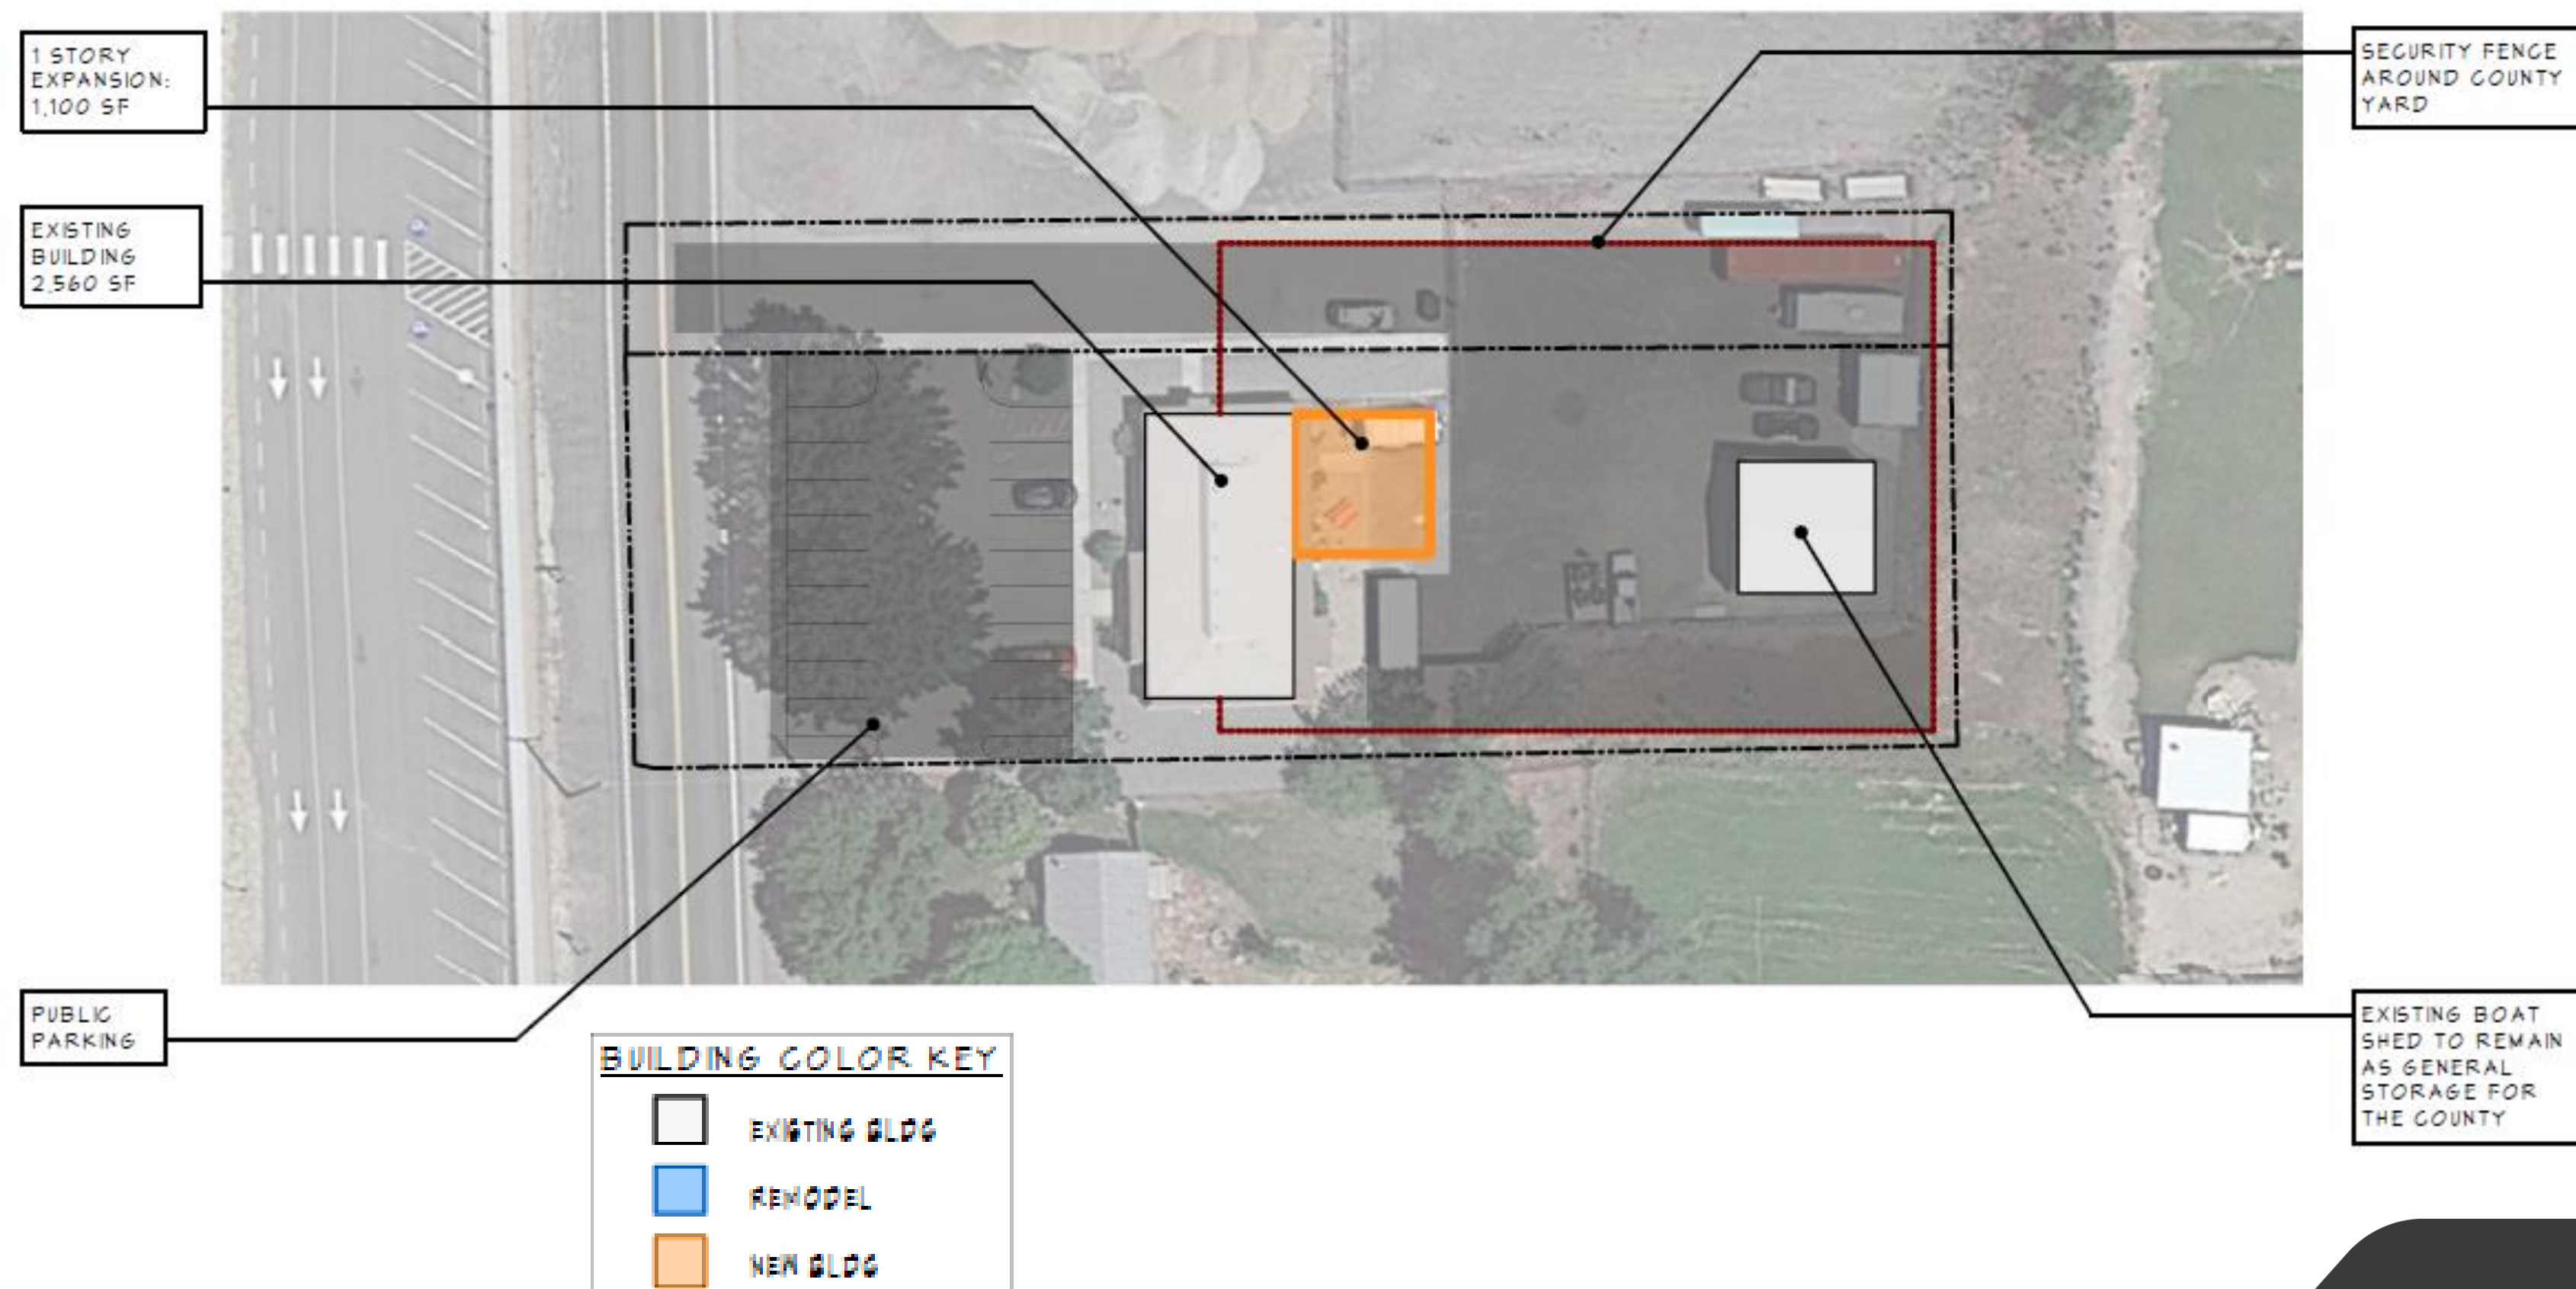 1 STORY
EXPANSION:
1,100 SF
EXISTING
BUILDING
2,560 SF
PUBLIC
PARKING
SECURITY FENCE
AROUND COUNTY
YARD
EXISTING BOAT
SHED TO REMAIN
AS GENERAL
STORAGE FOR
THE COUNTY
BUILDING COLOR KEY
EXISTING BLDG
REMODEL
NEW BLDG